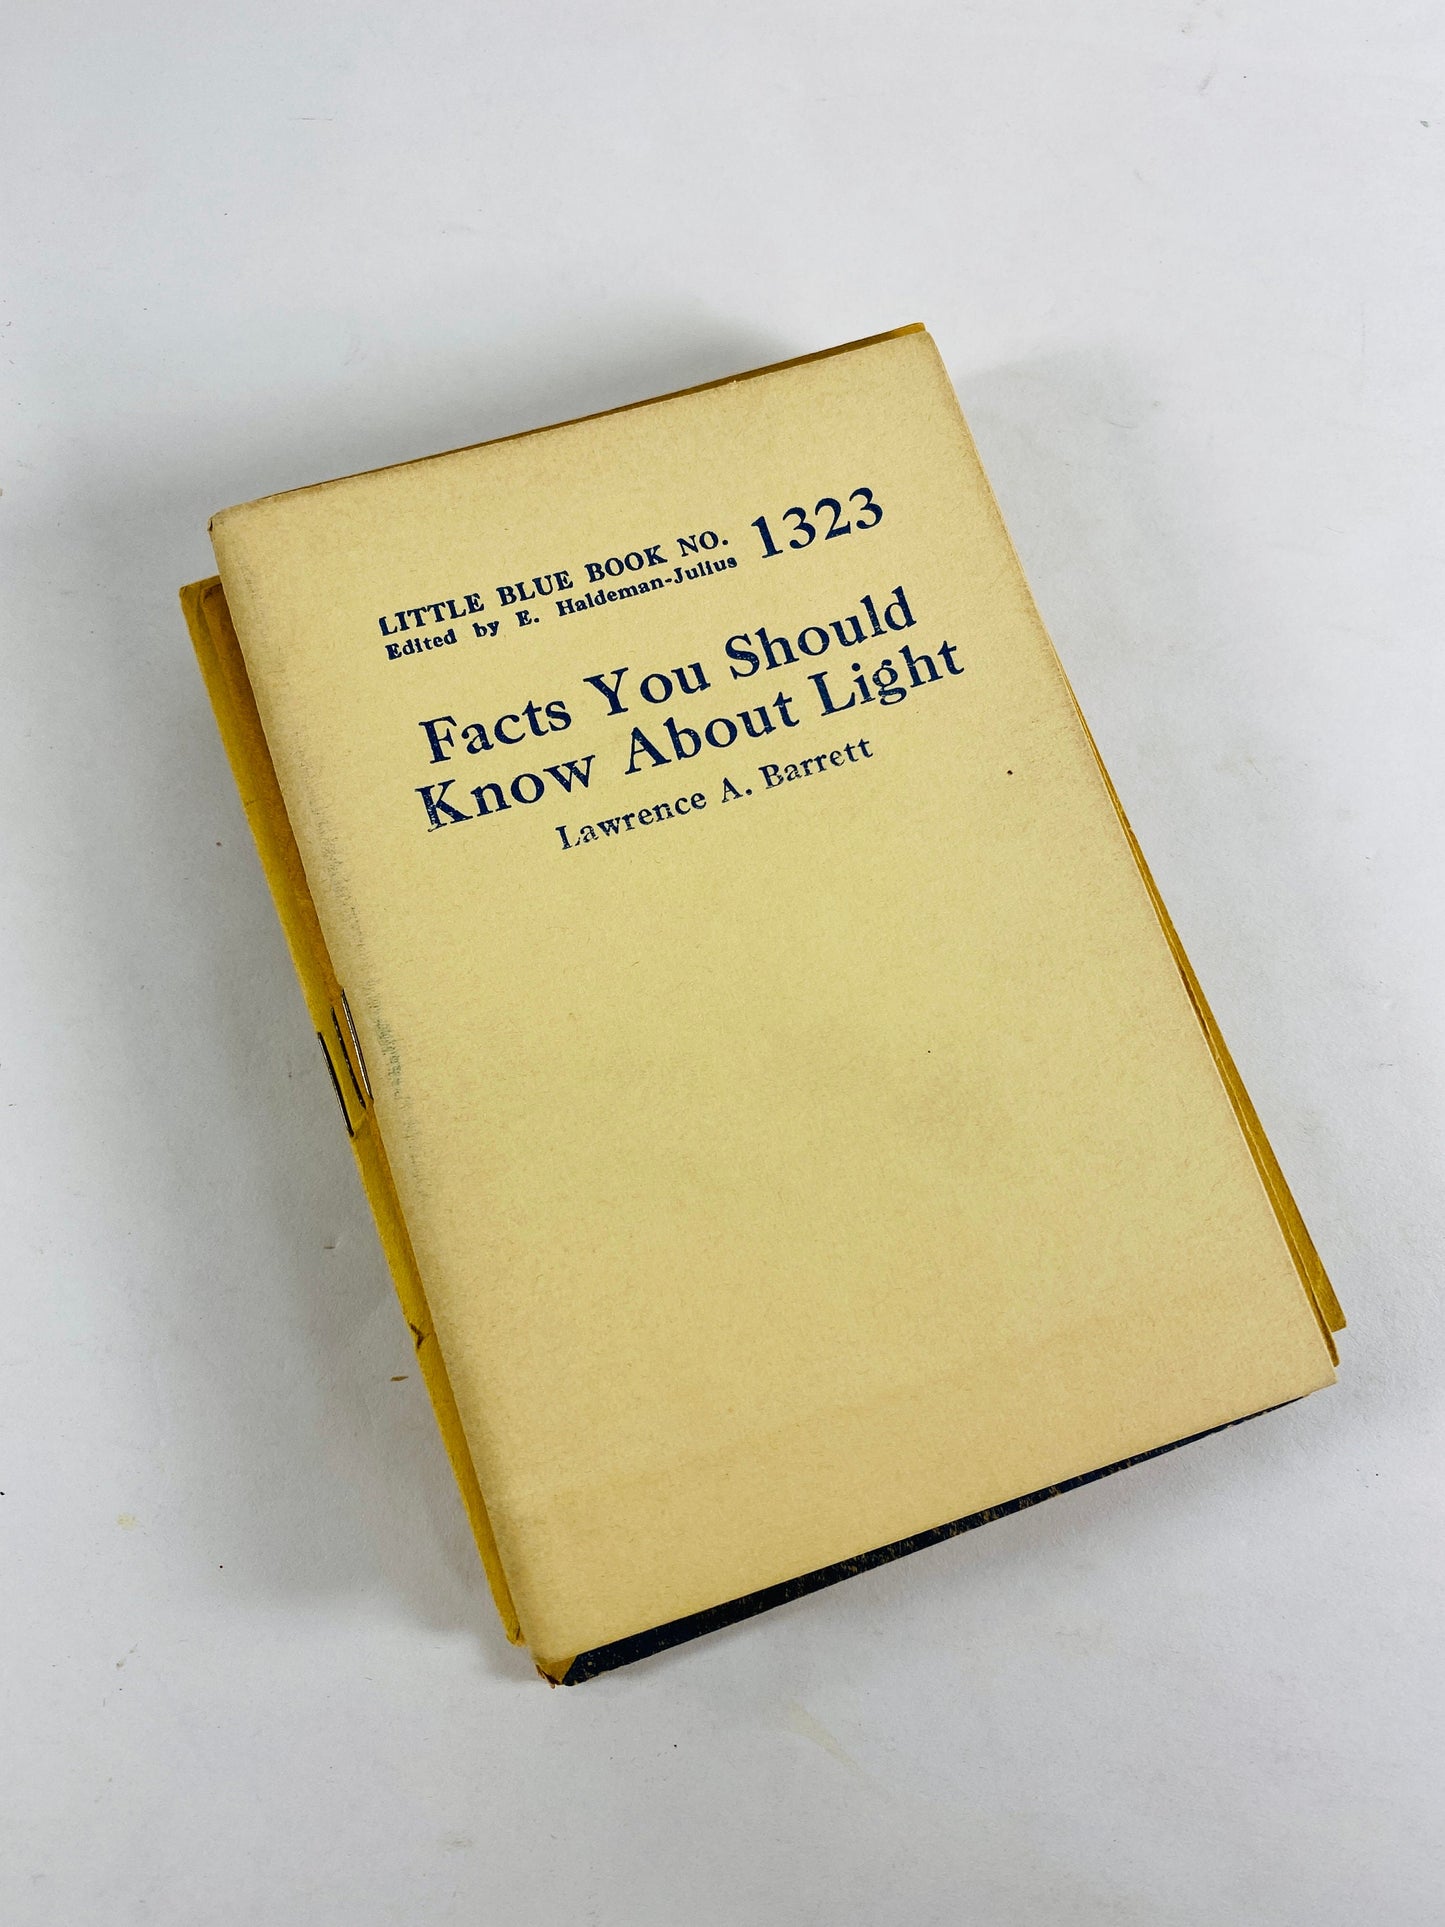 LITTLE BLUE BOOK NO. 1323
Edited by E. Haldeman-Julius
Facts You Should
Know About Light
Lawrence A. Barrett